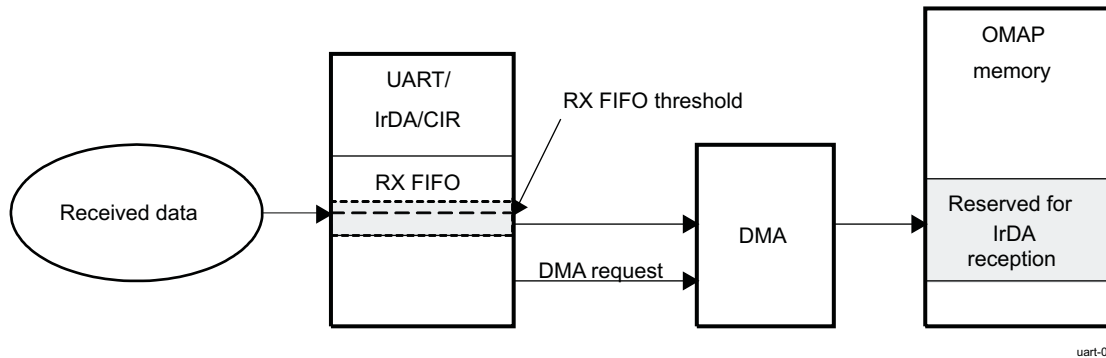 OMAP
memory
UART/
IrDA/CIR
RX FIFO threshold
RX FIFO
Received data
DMA
Reserved for
IrDA
reception
DMA request